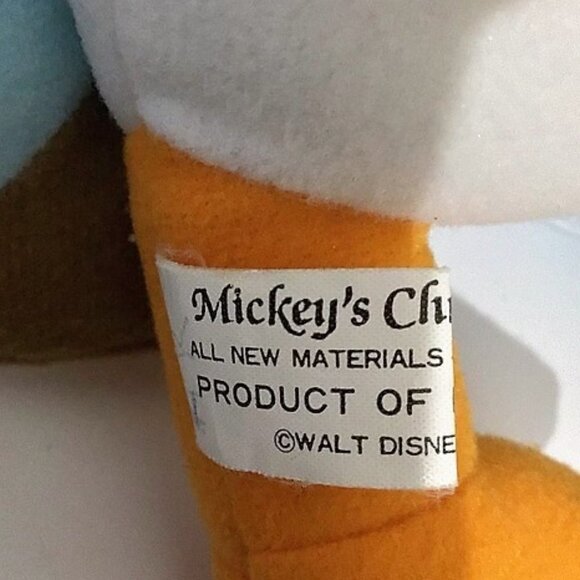 Mickey's Ch
ALL NEW MATERIALS
PRODUCT OF
©WALT DISNE